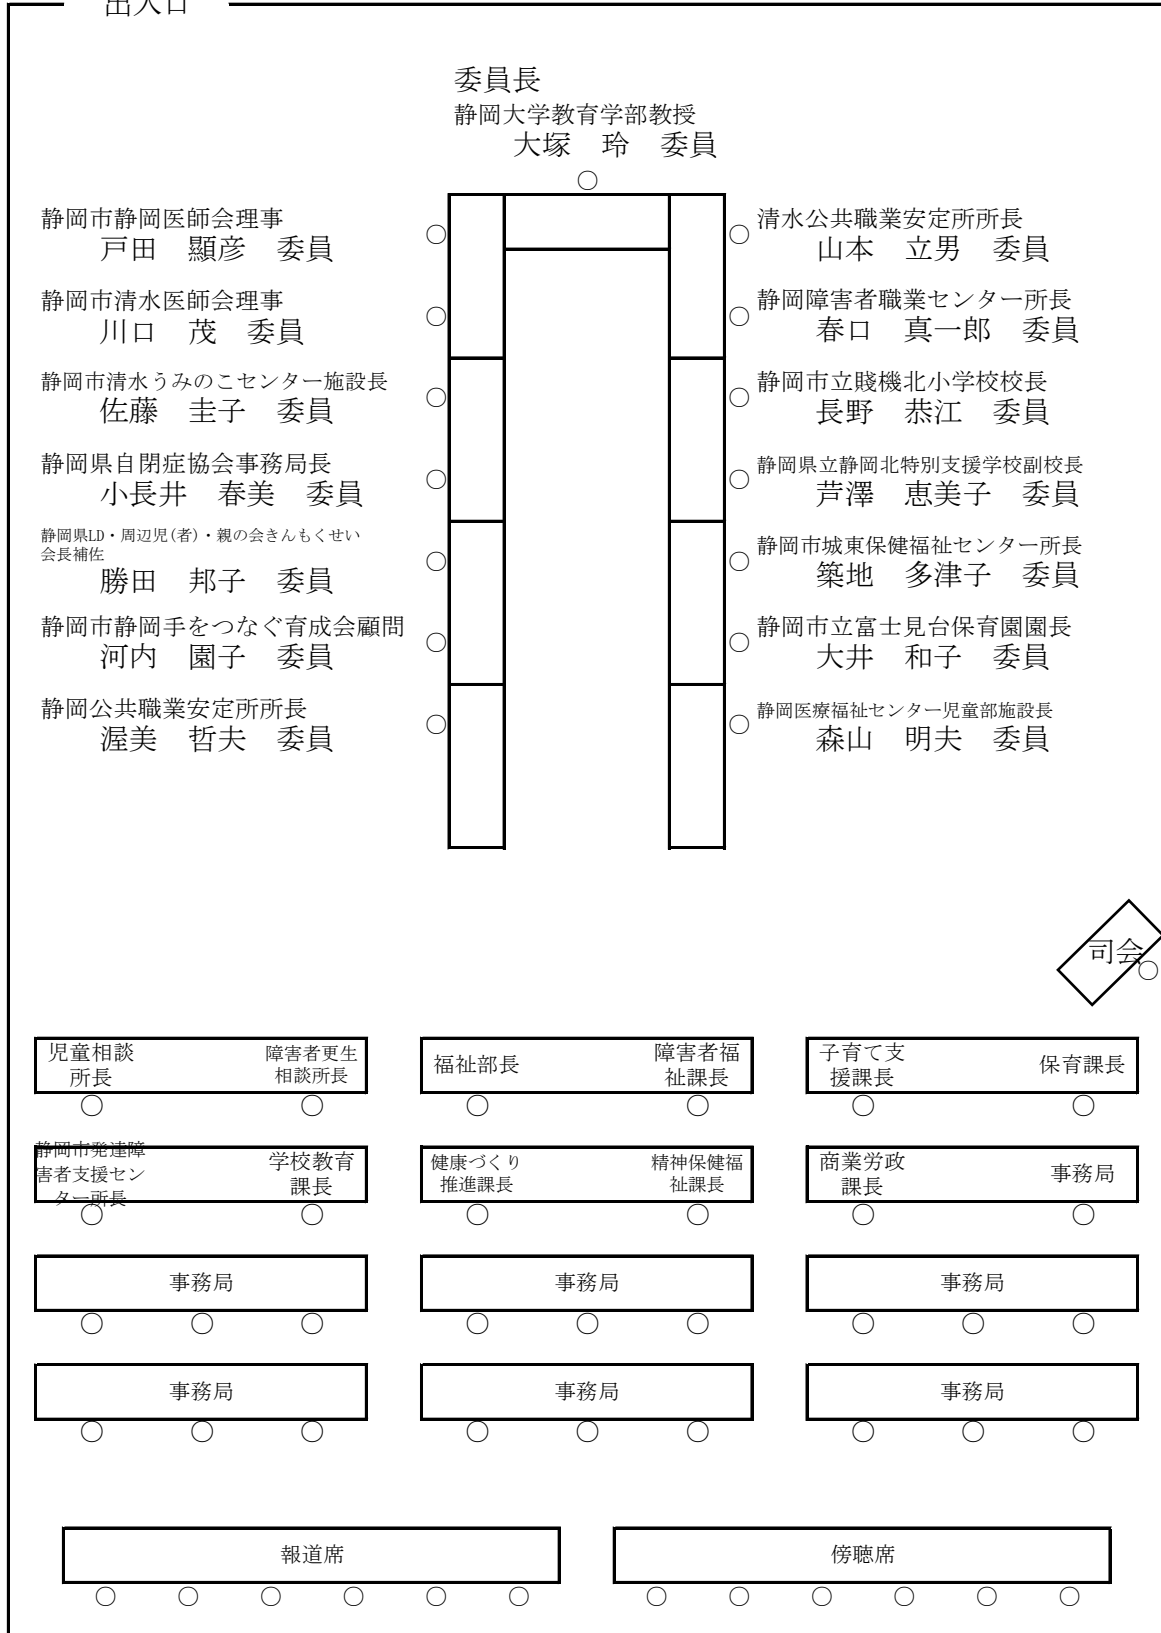 出入口
委員長
静岡大学教育学部教授
大塚　玲　委員
静岡市静岡医師会理事
戸田　顯彦　委員
静岡市清水医師会理事
川口　茂　委員
静岡市清水うみのこセンター施設長
佐藤　圭子　委員
静岡県自閉症協会事務局長
小長井　春美　委員
静岡県LD・周辺児(者)・親の会きんもくせい
会長補佐
勝田　邦子　委員
静岡市静岡手をつなぐ育成会顧問
河内　園子　委員
静岡公共職業安定所所長
渥美　哲夫　委員
清水公共職業安定所所長
山本　立男　委員
静岡障害者職業センター所長
春口　真一郎　委員
静岡市立賤機北小学校校長
長野　恭江　委員
静岡県立静岡北特別支援学校副校長
芦澤　恵美子　委員
静岡市城東保健福祉センター所長
築地　多津子　委員
静岡市立富士見台保育園園長
大井　和子　委員
静岡医療福祉センター児童部施設長
森山　明夫　委員
司会
児童相談
所長
障害者更生
相談所長
福祉部長
障害者福
祉課長
子育て支
援課長
保育課長
静岡市発達障
害者支援セン
ター所長
学校教育
課長
健康づくり
推進課長
精神保健福
祉課長
商業労政
課長
事務局
事務局
事務局
事務局
事務局
事務局
事務局
報道席
傍聴席